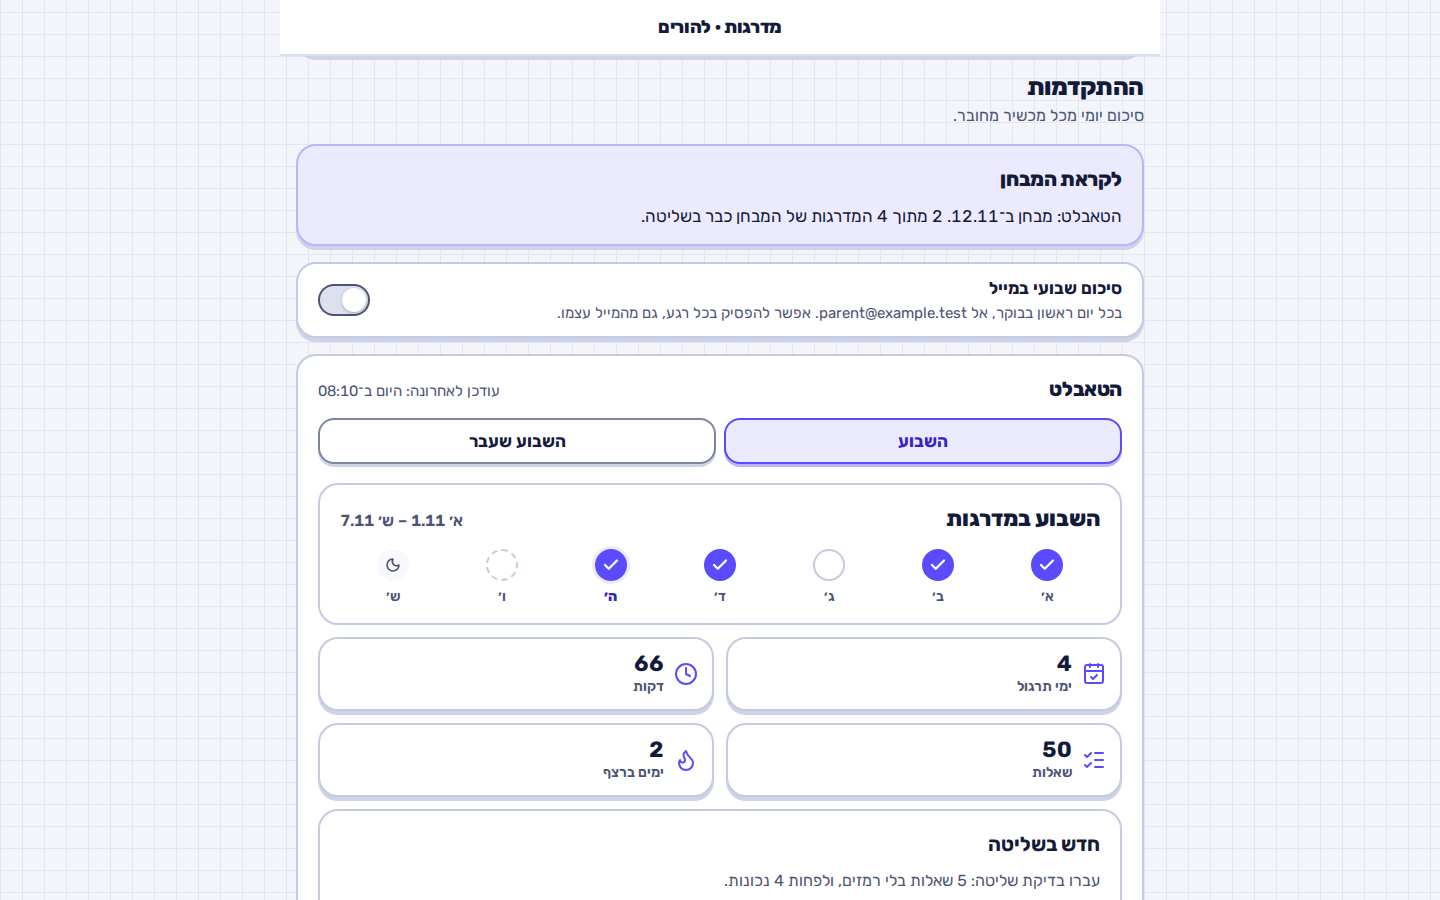 מדרגות • להורים
ההתקדמות
סיכום יומי מכל מכשיר מחובר.
לקראת המבחן
הטאבלט: מבחן ב־12.11. 2 מתוך 4 המדרגות של המבחן כבר בשליטה.
סיכום שבועי במייל
בכל יום ראשון בבוקר, אל parent@example.test. אפשר להפסיק בכל רגע, גם מהמייל עצמו.
הטאבלט
עודכן לאחרונה: היום ב־08:10
השבוע
השבוע שעבר
השבוע במדרגות
א׳ 1.11 – ש׳ 7.11
א׳
ב׳
ג׳
ד׳
ה׳
ו׳
ש׳
4
ימי תרגול
66
דקות
50
שאלות
2
ימים ברצף
חדש בשליטה
עברו בדיקת שליטה: 5 שאלות בלי רמזים, ולפחות 4 נכונות.